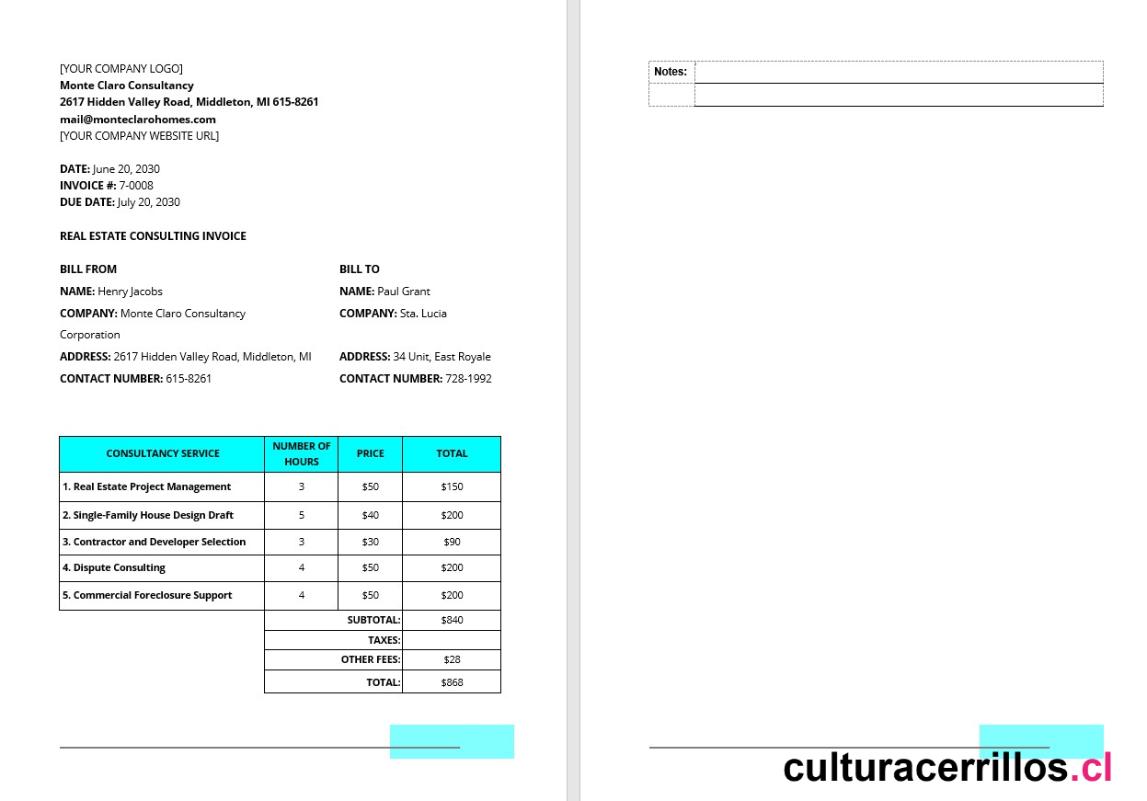 [YOUR COMPANY LOGO]
Monte Claro Consultancy
2617 Hidden Valley Road, Middleton, MI 615-8261
mail@monteclarohomes.com
[YOUR COMPANY WEBSITE URL]
DATE: June 20, 2030
INVOICE #: 7-0008
DUE DATE: July 20, 2030
REAL ESTATE CONSULTING INVOICE
BILL FROM BILL TO
NAME: Henry Jacobs NAME: Paul Grant
COMPANY: Monte Claro Consultancy COMPANY: Sta. Lucia
Corporation
ADDRESS: 2617 Hidden Valley Road, Middleton, MI ADDRESS: 34 Unit, East Royale
CONTACT NUMBER: 615-8261 CONTACT NUMBER: 728-1992
CONSULTANCY SERVICE NUMBER OF HOURS PRICE TOTAL
1. Real Estate Project Management 3 $50 $150
2. Single-Family House Design Draft 5 $40 $200
3. Contractor and Developer Selection 3 $30 $90
4. Dispute Consulting 4 $50 $200
5. Commercial Foreclosure Support 4 $50 $200
SUBTOTAL: $840
TAXES:
OTHER FEES: $28
TOTAL: $868
Notes:
culturacerrillos.cl